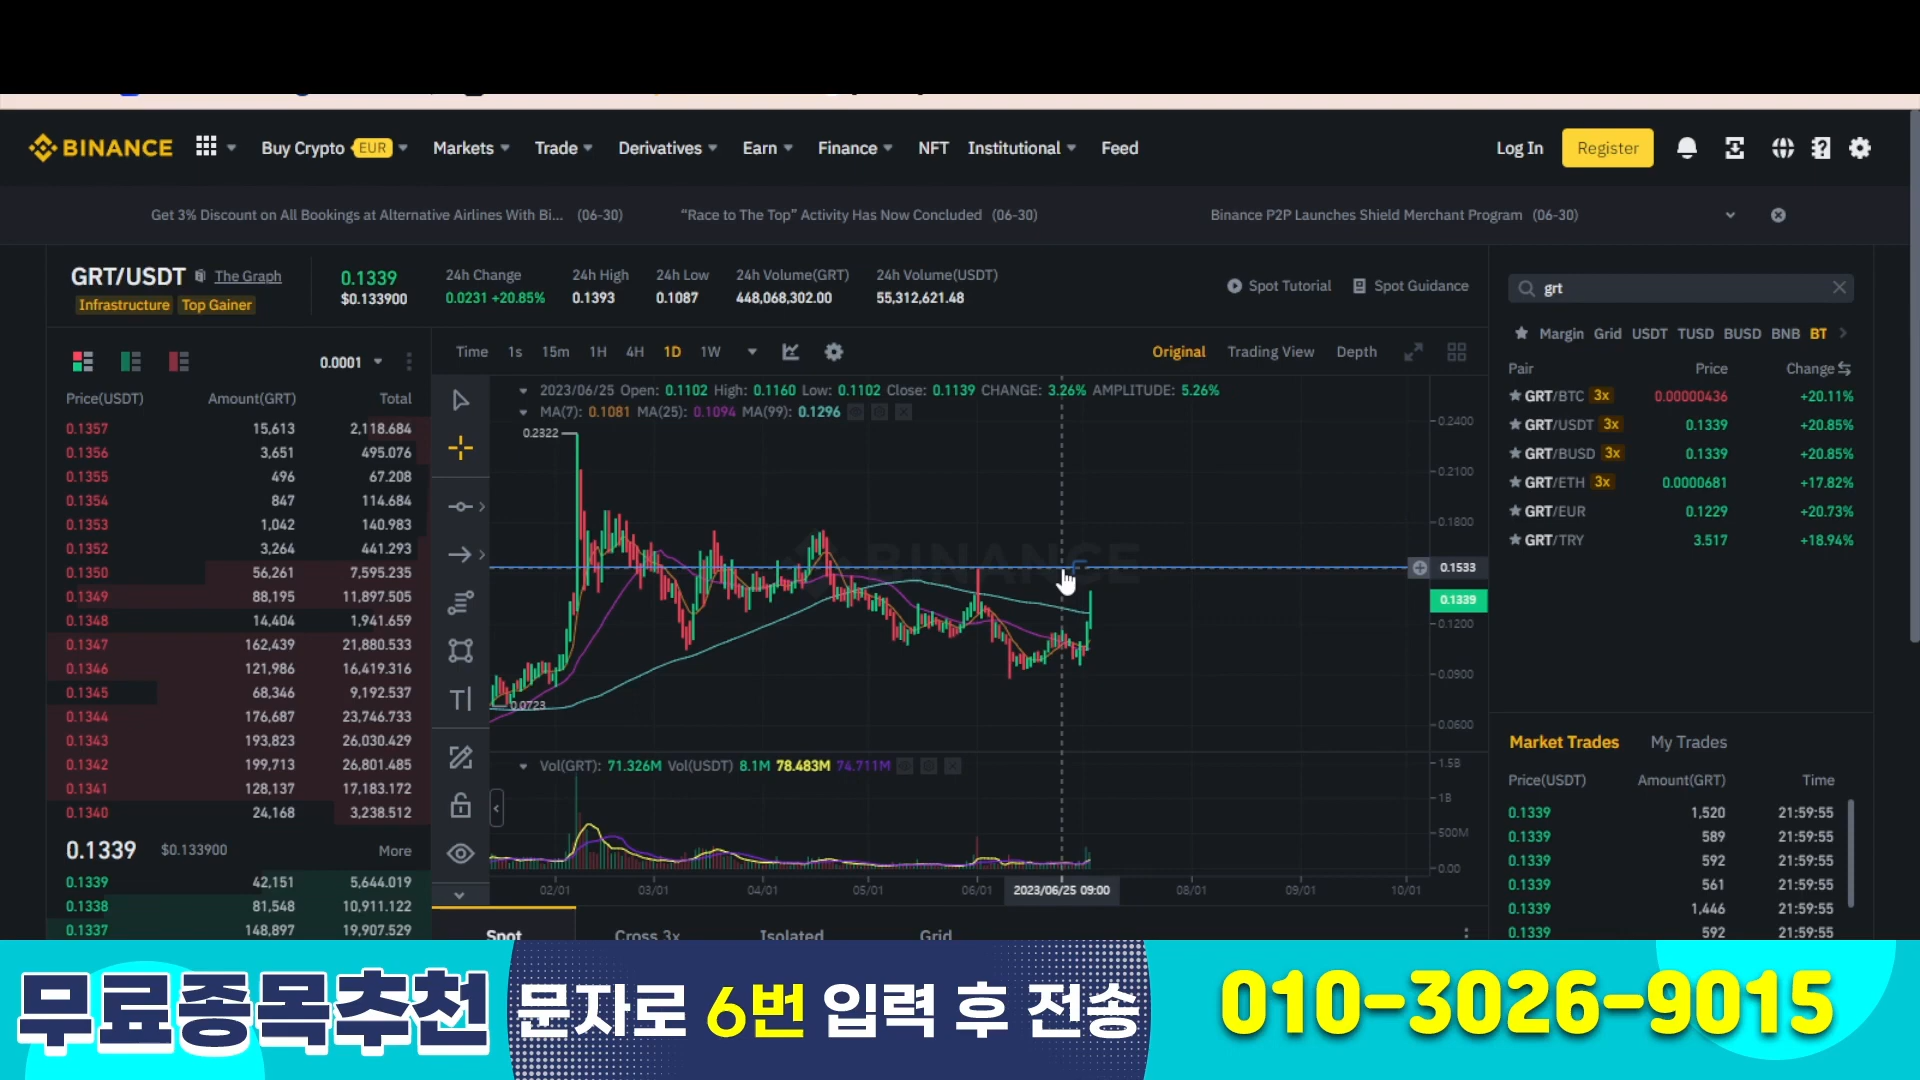 BINANCE Buy Crypto EUR Markets Trade Derivatives Earn Finance NFT Institutional Feed Log In Register
Get 3% Discount on All Bookings at Alternative Airlines With Bi... (06-30) “Race to The Top” Activity Has Now Concluded (06-30) Binance P2P Launches Shield Merchant Program (06-30)
GRT/USDT The Graph
Infrastructure Top Gainer
0.1339
$0.133900
24h Change
0.0231 +20.85%
24h High
0.1393
24h Low
0.1087
24h Volume(GRT)
448,068,302.00
24h Volume(USDT)
55,312,621.48
Spot Tutorial Spot Guidance
0.0001
Price(USDT) Amount(GRT) Total
0.1357 15,613 2,118.684
0.1356 3,651 495.076
0.1355 496 67.208
0.1354 847 114.684
0.1353 1,042 140.983
0.1352 3,264 441.293
0.1350 56,261 7,595.235
0.1349 88,195 11,897.505
0.1348 14,404 1,941.659
0.1347 162,439 21,880.533
0.1346 121,986 16,419.316
0.1345 68,346 9,192.537
0.1344 176,687 23,746.733
0.1343 193,823 26,030.429
0.1342 199,713 26,801.485
0.1341 128,137 17,183.172
0.1340 24,168 3,238.512
0.1339 $0.133900 More
0.1339 42,151 5,644.019
0.1338 81,548 10,911.122
0.1337 148,897 19,907.529
Time 1s 15m 1H 4H 1D 1W Original Trading View Depth
2023/06/25 Open: 0.1102 High: 0.1160 Low: 0.1102 Close: 0.1139 CHANGE: 3.26% AMPLITUDE: 5.26%
MA(7): 0.1081 MA(25): 0.1094 MA(99): 0.1296
0.2322
0.0723
BINANCE
0.2400
0.2100
0.1800
0.1533
0.1339
0.1200
0.0900
0.0600
Vol(GRT): 71.326M Vol(USDT) 8.1M 78.483M 74.711M
1.5B
1B
500M
0.00
02/01 03/01 04/01 05/01 06/01 2023/06/25 09:00 08/01 09/01 10/01
Spot Cross 3x Isolated Grid
grt
Margin Grid USDT TUSD BUSD BNB BT
Pair Price Change
GRT/BTC 3x 0.00000436 +20.11%
GRT/USDT 3x 0.1339 +20.85%
GRT/BUSD 3x 0.1339 +20.85%
GRT/ETH 3x 0.0000681 +17.82%
GRT/EUR 0.1229 +20.73%
GRT/TRY 3.517 +18.94%
Market Trades My Trades
Price(USDT) Amount(GRT) Time
0.1339 1,520 21:59:55
0.1339 589 21:59:55
0.1339 592 21:59:55
0.1339 561 21:59:55
0.1339 1,446 21:59:55
0.1339 592 21:59:55
무료종목추천 문자로 6번 입력 후 전송 010-3026-9015